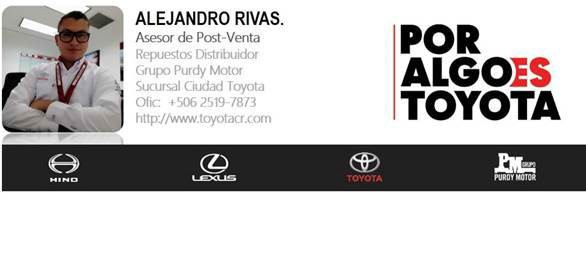 ALEJANDRO RIVAS.
Asesor de Post-Venta
Repuestos Distribuidor
Grupo Purdy Motor
Sucursal Ciudad Toyota
Ofic: +506 2519-7873
http://www.toyotacr.com
POR
ALGOES
TOYOTA
HINO
LEXUS
TOYOTA
PM GRUPO
PURDY MOTOR